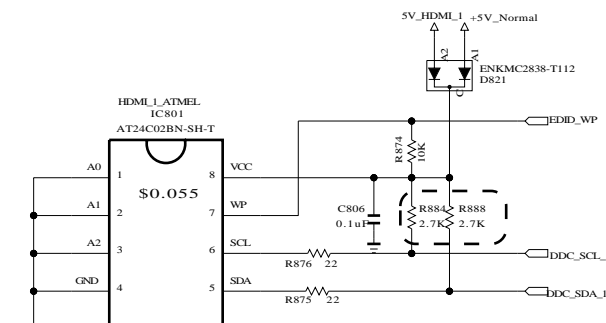 5V_HDMI_1 +5V_Normal
A2 A1
ENKMC2838-T112
D821
C
HDMI_1_ATMEL
IC801
AT24C02BN-SH-T
EDID_WP
R874
10K
A0 1 8 VCC
$0.055
A1 2 7 WP
C806
0.1uF
R884 R888
2.7K 2.7K
A2 3 6 SCL
R876 22
DDC_SCL_
GND 4 5 SDA
R875 22
DDC_SDA_1